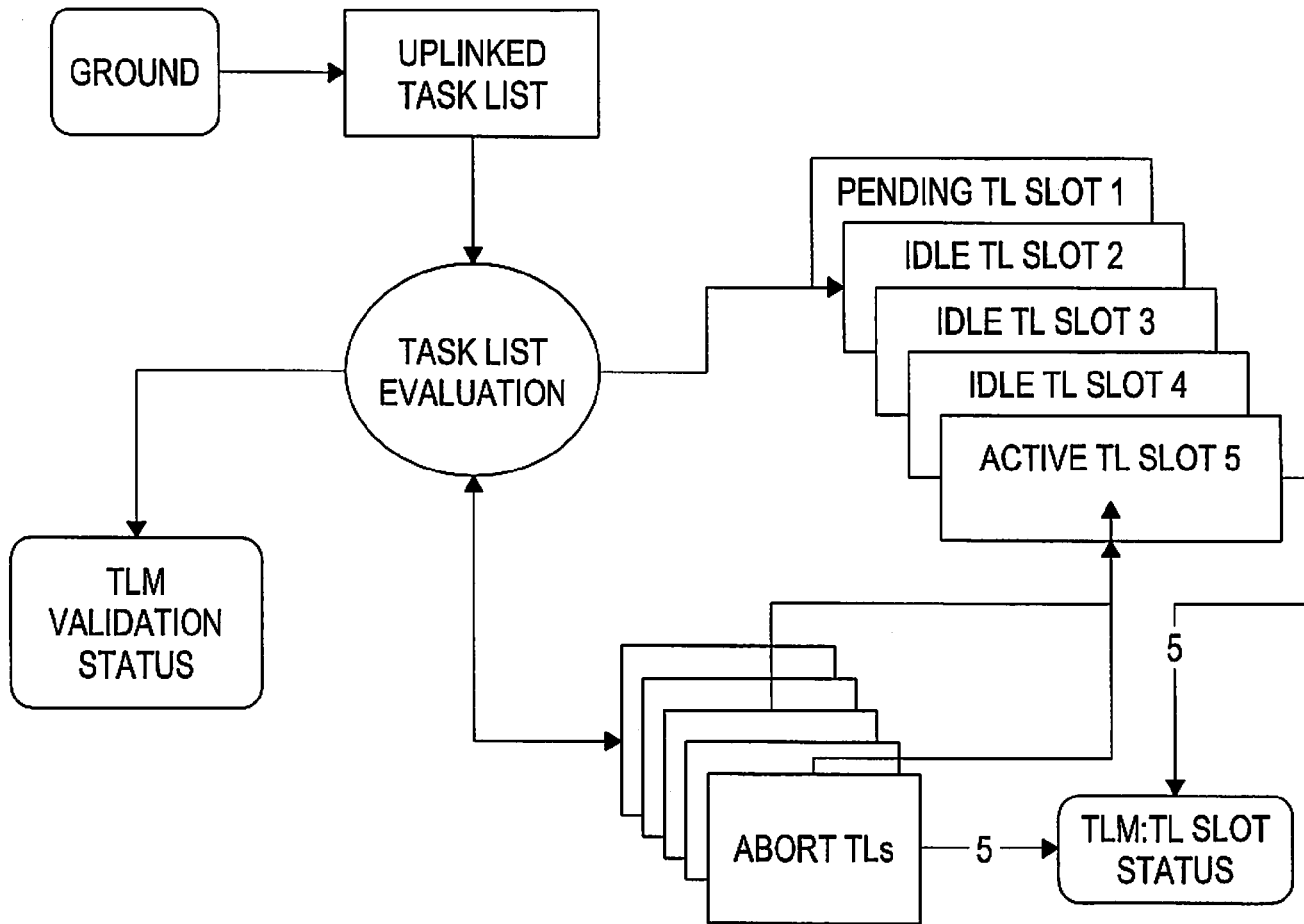 GROUND
UPLINKED
TASK LIST
PENDING TL SLOT 1
IDLE TL SLOT 2
IDLE TL SLOT 3
IDLE TL SLOT 4
ACTIVE TL SLOT 5
TASK LIST
EVALUATION
TLM
VALIDATION
STATUS
5
ABORT TLs
5
TLM:TL SLOT
STATUS